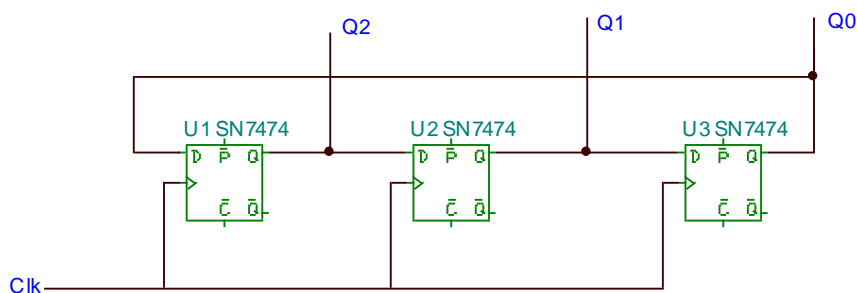 Q2
Q1
Q0
U1 SN7474
U2 SN7474
U3 SN7474
D P̅ Q
D P̅ Q
D P̅ Q
C̅ Q̅
C̅ Q̅
C̅ Q̅
Clk